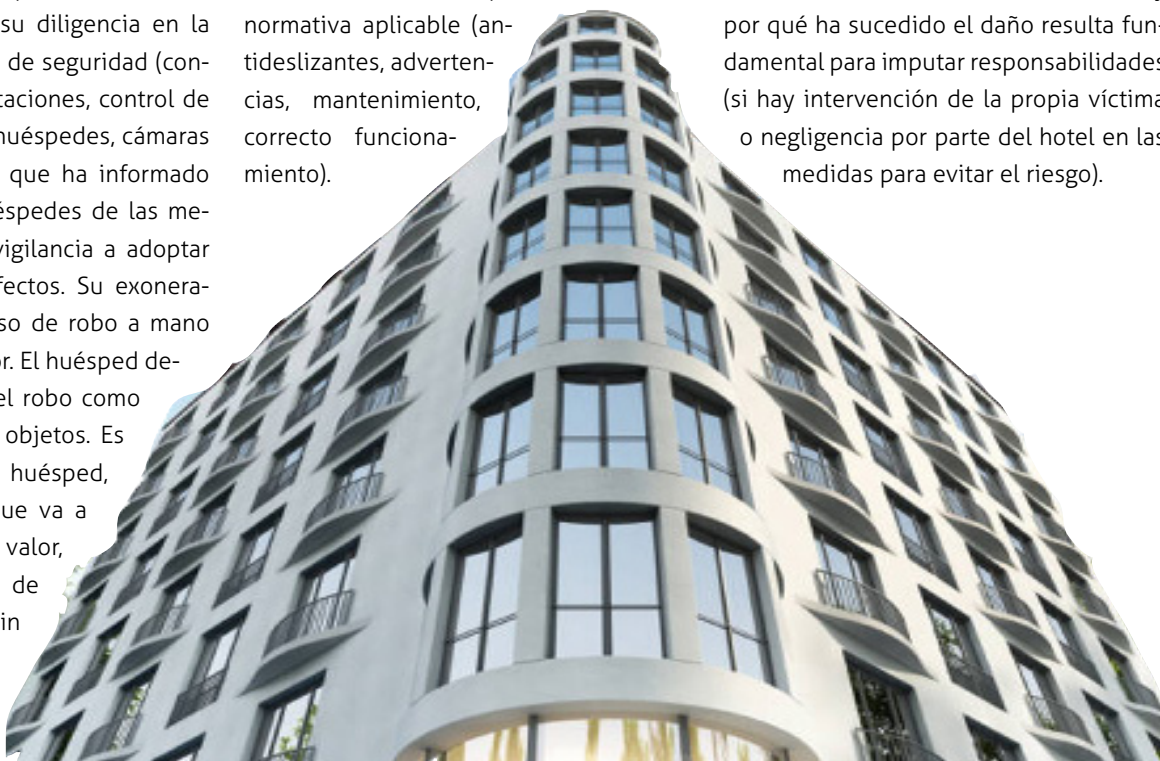 su diligencia en la
de seguridad (con-
taciones, control de
huéspedes, cámaras
que ha informado
éspedes de las me-
vigilancia a adoptar
fectos. Su exonera-
so de robo a mano
or. El huésped de-
el robo como
objetos. Es
huésped,
ue va a
valor,
de
in
normativa aplicable (an-
tideslizantes, adverten-
cias, mantenimiento,
correcto funciona-
miento).
por qué ha sucedido el daño resulta fun-
damental para imputar responsabilidades
(si hay intervención de la propia víctima
o negligencia por parte del hotel en las
medidas para evitar el riesgo).